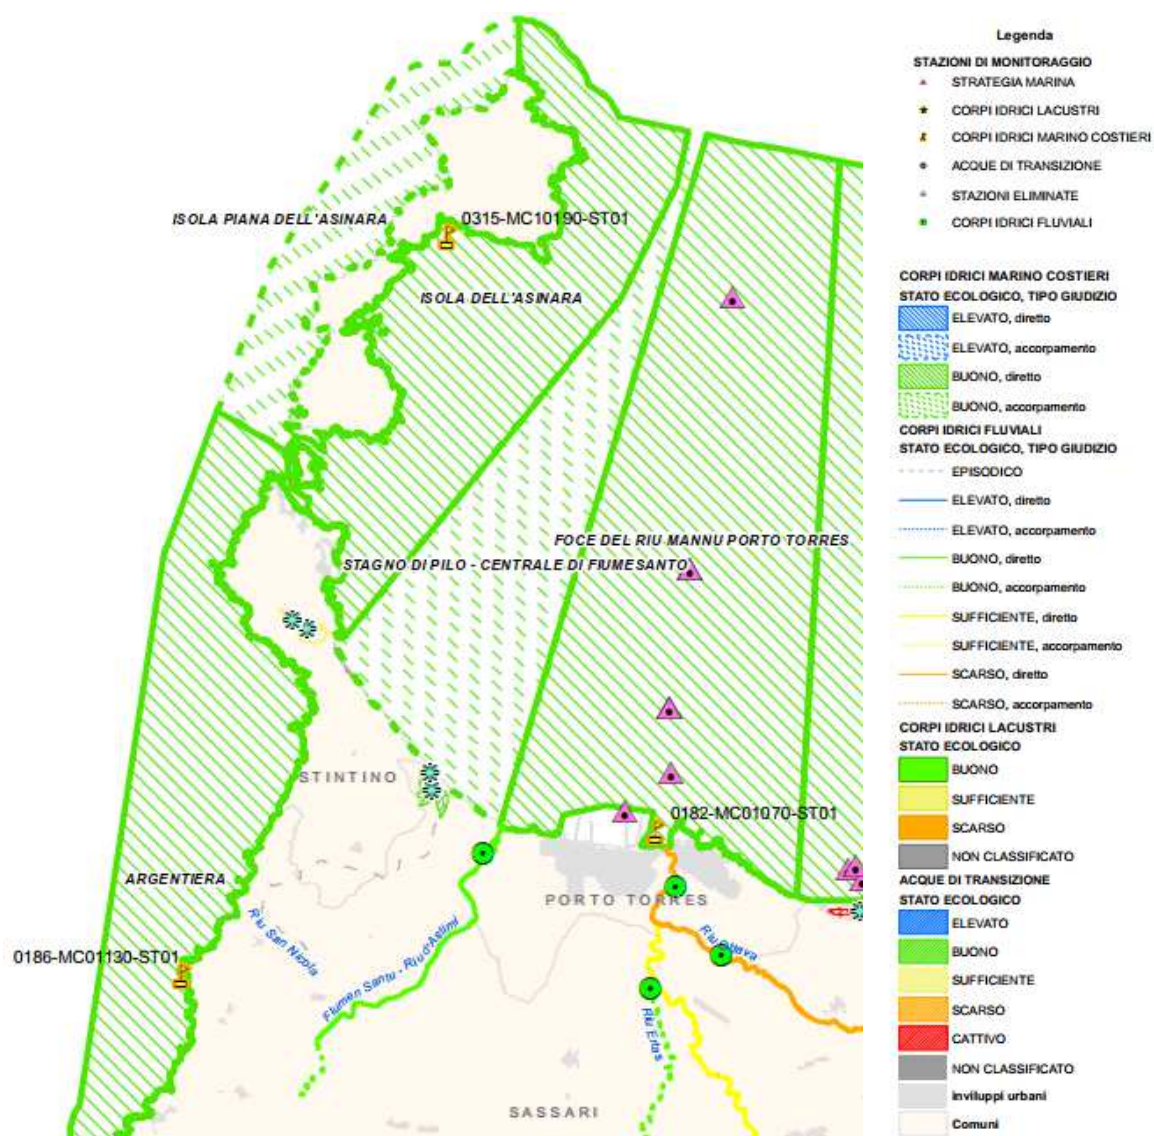 ISOLA PIANA DELL'ASINARA
0315-MC10190-ST01
ISOLA DELL'ASINARA
FOCE DEL RIU MANNU PORTO TORRES
STAGNO DI PILO - CENTRALE DI FIUMESANTO
STINTINO
0182-MC01070-ST01
ARGENTIERA
PORTO TORRES
Riu San Nicola
Flumen Santu - Riu d'Astimi
Riu Ottava
0186-MC01130-ST01
Riu Ertas
SASSARI
Legenda
STAZIONI DI MONITORAGGIO
STRATEGIA MARINA
CORPI IDRICI LACUSTRI
CORPI IDRICI MARINO COSTIERI
ACQUE DI TRANSIZIONE
STAZIONI ELIMINATE
CORPI IDRICI FLUVIALI
CORPI IDRICI MARINO COSTIERI
STATO ECOLOGICO, TIPO GIUDIZIO
ELEVATO, diretto
ELEVATO, accorpamento
BUONO, diretto
BUONO, accorpamento
CORPI IDRICI FLUVIALI
STATO ECOLOGICO, TIPO GIUDIZIO
EPISODICO
ELEVATO, diretto
ELEVATO, accorpamento
BUONO, diretto
BUONO, accorpamento
SUFFICIENTE, diretto
SUFFICIENTE, accorpamento
SCARSO, diretto
SCARSO, accorpamento
CORPI IDRICI LACUSTRI
STATO ECOLOGICO
BUONO
SUFFICIENTE
SCARSO
NON CLASSIFICATO
ACQUE DI TRANSIZIONE
STATO ECOLOGICO
ELEVATO
BUONO
SUFFICIENTE
SCARSO
CATTIVO
NON CLASSIFICATO
Inviluppi urbani
Comuni